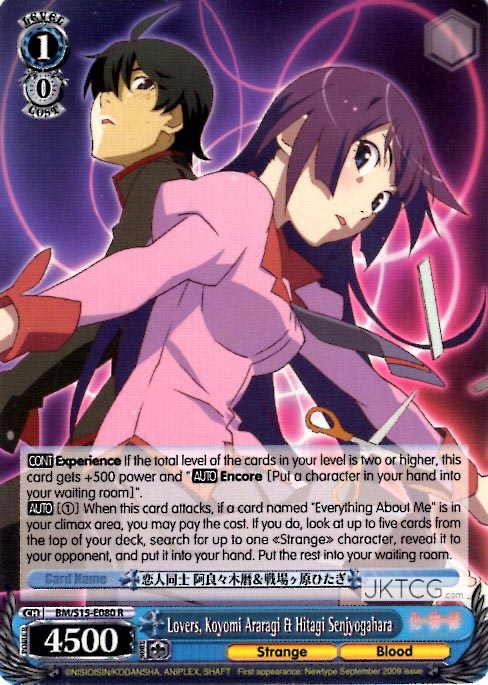 LEVEL
1
0
COST
CONT Experience If the total level of the cards in your level is two or higher, this
card gets +500 power and "AUTO Encore [Put a character in your hand into
your waiting room]".
AUTO [①] When this card attacks, if a card named "Everything About Me" is in
your climax area, you may pay the cost. If you do, look at up to five cards
from the top of your deck, search for up to one «Strange» character, reveal it to
your opponent, and put it into your hand. Put the rest into your waiting room.
Card Name 恋人同士 阿良々木暦&戦場ヶ原ひたぎ
JKTCG.com
CH BM/S15-E080 R
Lovers, Koyomi Araragi & Hitagi Senjyogahara
POWER 4500 SOUL
Strange Blood
©NISIOISIN/KODANSHA, ANIPLEX, SHAFT First appearance: Newtype September 2009 issue